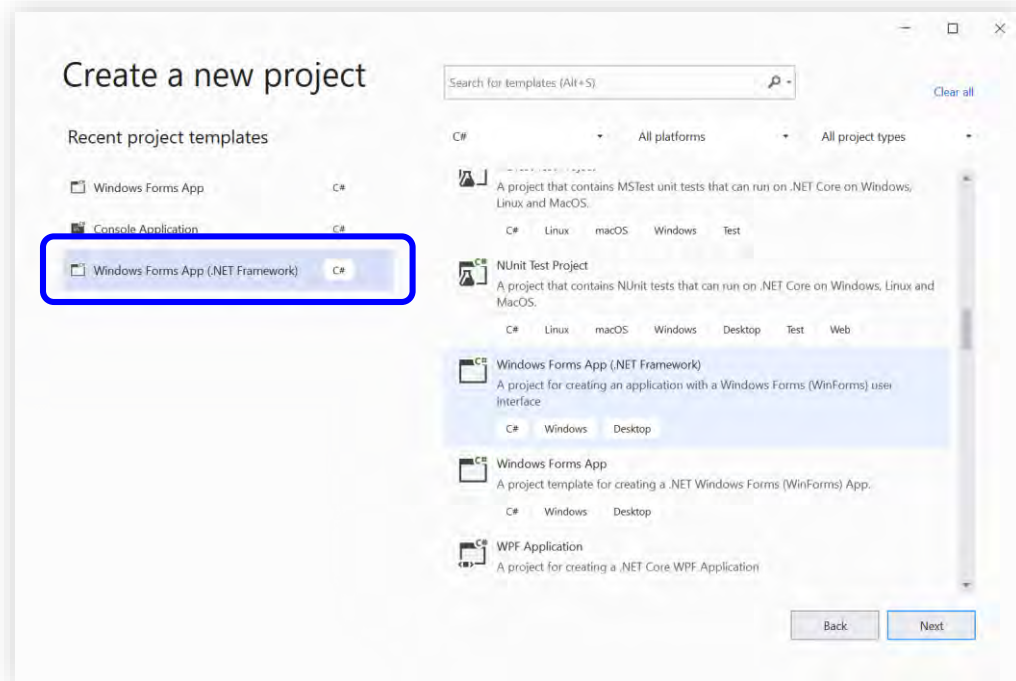 Create a new project
Search for templates (Alt+S)
Clear all
Recent project templates
C#
All platforms
All project types
Windows Forms App
C#
Console Application
C#
Windows Forms App (.NET Framework)
C#
A project that contains MSTest unit tests that can run on .NET Core on Windows,
Linux and MacOS.
C# Linux macOS Windows Test
NUnit Test Project
A project that contains NUnit tests that can run on .NET Core on Windows, Linux and
MacOS.
C# Linux macOS Windows Desktop Test Web
Windows Forms App (.NET Framework)
A project for creating an application with a Windows Forms (WinForms) user
interface
C# Windows Desktop
Windows Forms App
A project template for creating a .NET Windows Forms (WinForms) App.
C# Windows Desktop
WPF Application
A project for creating a .NET Core WPF Application
Back
Next